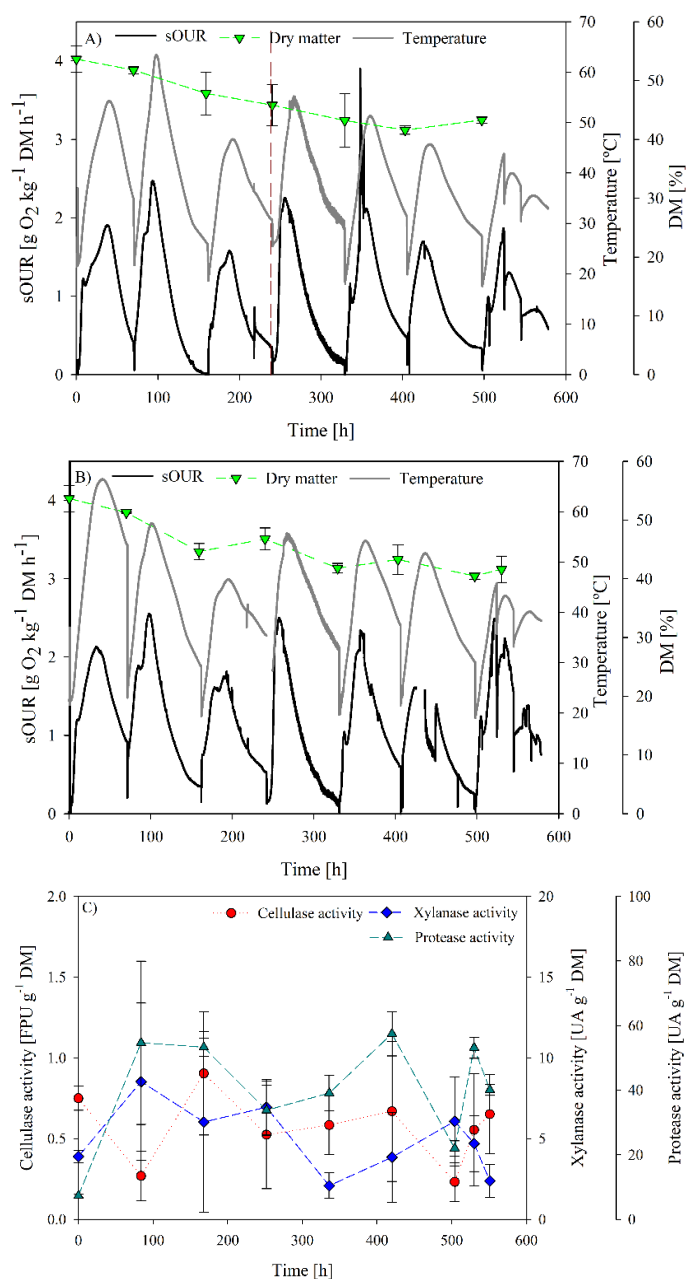 A)
sOUR
Dry matter
Temperature
sOUR [g O2 kg-1 DM h-1]
4
3
2
1
0
70
60
50
40
30
20
10
0
Temperature [ºC]
60
50
40
30
20
10
0
DM [%]
0 100 200 300 400 500 600
Time [h]
B)
sOUR
Dry matter
Temperature
sOUR [g O2 kg-1 DM h-1]
4
3
2
1
0
70
60
50
40
30
20
10
0
Temperature [ºC]
60
50
40
30
20
10
0
DM [%]
0 100 200 300 400 500 600
Time [h]
C)
Cellulase activity
Xylanase activity
Protease activity
Cellulase activity [FPU g-1 DM]
2.0
1.5
1.0
0.5
0.0
20
15
10
5
0
Xylanase activity [UA g-1 DM]
100
80
60
40
20
0
Protease activity [UA g-1 DM]
0 100 200 300 400 500 600
Time [h]